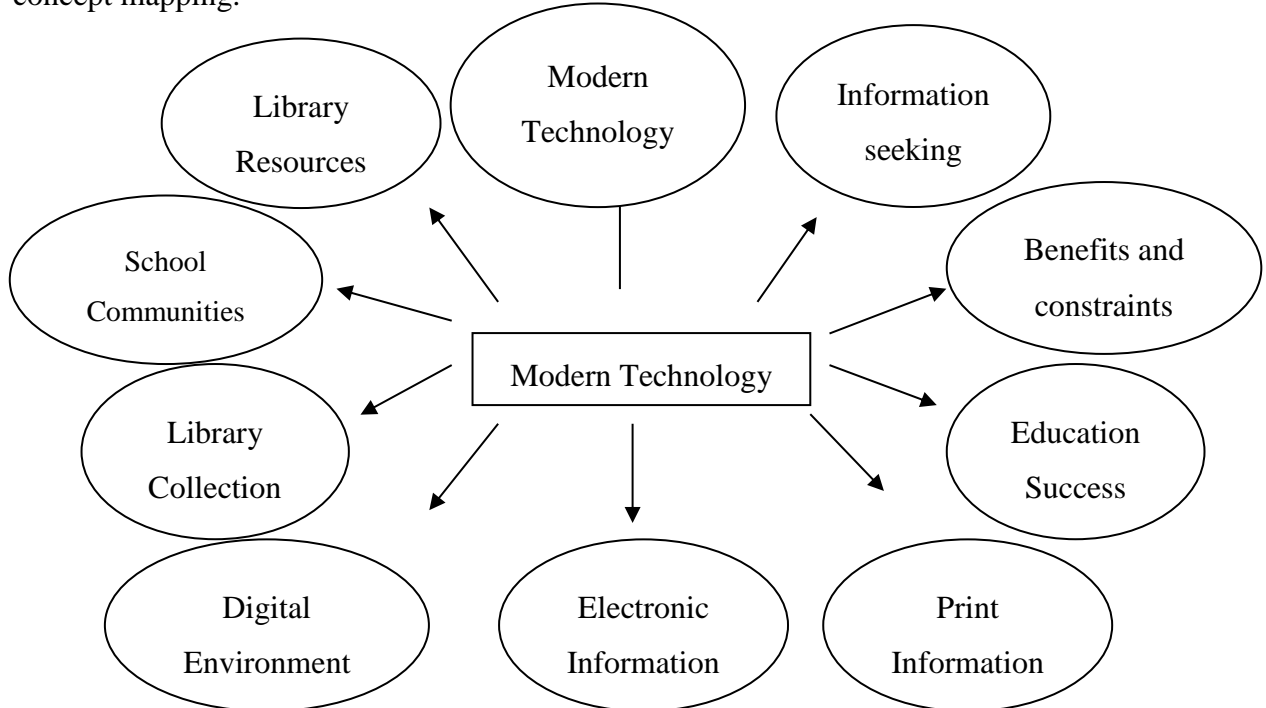 concept mapping.
Modern
Technology
Library
Resources
Information
seeking
School
Communities
Benefits and
constraints
Modern Technology
Library
Collection
Education
Success
Digital
Environment
Electronic
Information
Print
Information